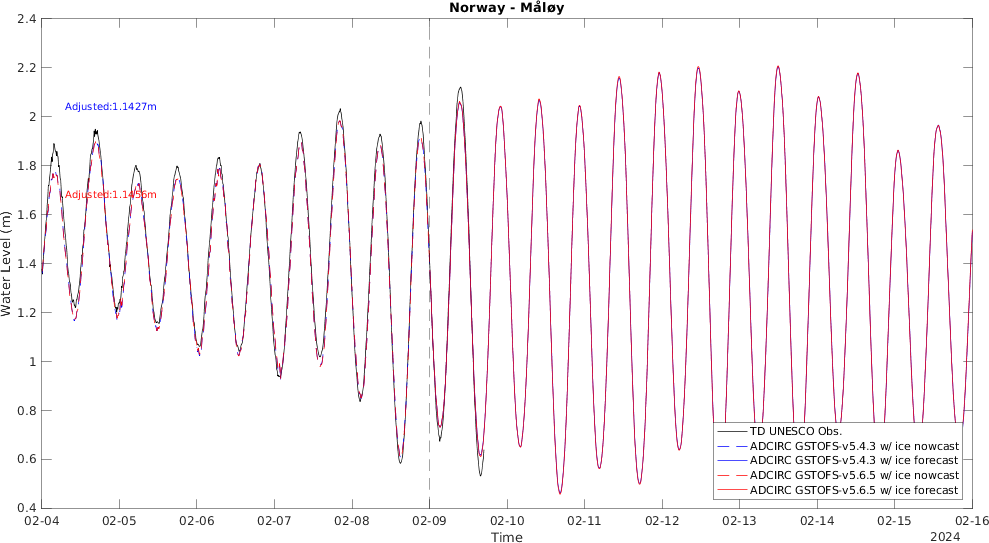 Norway - Måløy
2.4
2.2
2
1.8
1.6
1.4
1.2
1
0.8
0.6
0.4
Water Level (m)
Adjusted:1.1427m
Adjusted:1.1456m
TD UNESCO Obs.
ADCIRC GSTOFS-v5.4.3 w/ ice nowcast
ADCIRC GSTOFS-v5.4.3 w/ ice forecast
ADCIRC GSTOFS-v5.6.5 w/ ice nowcast
ADCIRC GSTOFS-v5.6.5 w/ ice forecast
02-04 02-05 02-06 02-07 02-08 02-09 02-10 02-11 02-12 02-13 02-14 02-15 02-16
Time
2024